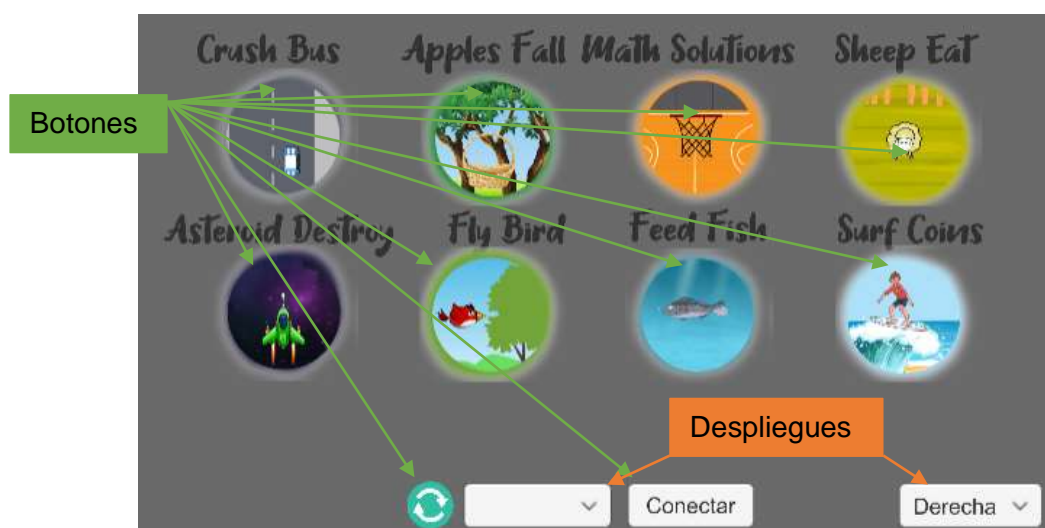 Crush Bus
Apples Fall
Math Solutions
Sheep Eat
Botones
Asteroid Destroy
Fly Bird
Feed Fish
Surf Coins
Despliegues
Conectar
Derecha